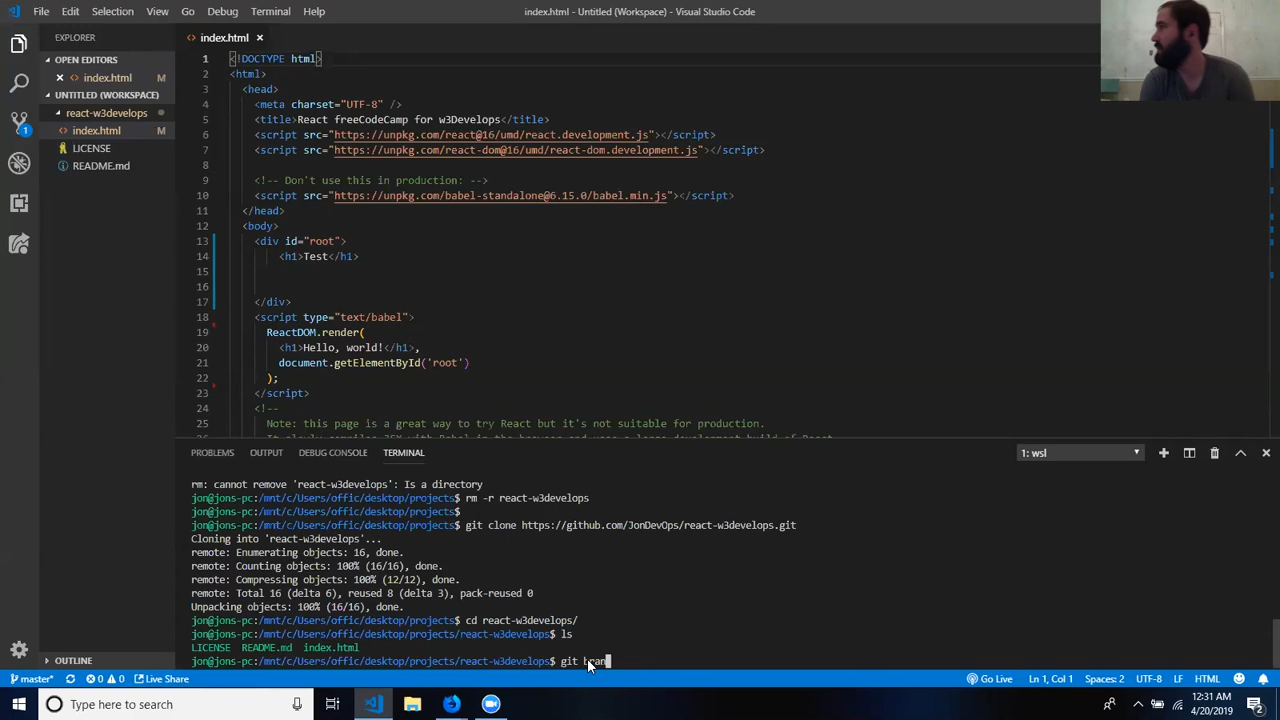 File Edit Selection View Go Debug Terminal Help
index.html - Untitled (Workspace) - Visual Studio Code
EXPLORER
OPEN EDITORS
index.html M
UNTITLED (WORKSPACE)
react-w3develops
index.html M
LICENSE
README.md
OUTLINE
index.html
1 <!DOCTYPE html>
2 <html>
3 <head>
4 <meta charset="UTF-8" />
5 <title>React freeCodeCamp for w3Develops</title>
6 <script src="https://unpkg.com/react@16/umd/react.development.js"></script>
7 <script src="https://unpkg.com/react-dom@16/umd/react-dom.development.js"></script>
8
9 <!-- Don't use this in production: -->
10 <script src="https://unpkg.com/babel-standalone@6.15.0/babel.min.js"></script>
11 </head>
12 <body>
13 <div id="root">
14 <h1>Test</h1>
15
16
17 </div>
18 <script type="text/babel">
19 ReactDOM.render(
20 <h1>Hello, world!</h1>,
21 document.getElementById('root')
22 );
23 </script>
24 <!--
25 Note: this page is a great way to try React but it's not suitable for production.
PROBLEMS OUTPUT DEBUG CONSOLE TERMINAL
1: wsl
rm: cannot remove 'react-w3develops': Is a directory
jon@jons-pc:/mnt/c/Users/offic/desktop/projects$ rm -r react-w3develops
jon@jons-pc:/mnt/c/Users/offic/desktop/projects$
jon@jons-pc:/mnt/c/Users/offic/desktop/projects$ git clone https://github.com/JonDevOps/react-w3develops.git
Cloning into 'react-w3develops'...
remote: Enumerating objects: 16, done.
remote: Counting objects: 100% (16/16), done.
remote: Compressing objects: 100% (12/12), done.
remote: Total 16 (delta 6), reused 8 (delta 3), pack-reused 0
Unpacking objects: 100% (16/16), done.
jon@jons-pc:/mnt/c/Users/offic/desktop/projects$ cd react-w3develops/
jon@jons-pc:/mnt/c/Users/offic/desktop/projects/react-w3develops$ ls
LICENSE README.md index.html
jon@jons-pc:/mnt/c/Users/offic/desktop/projects/react-w3develops$ git bran
master* 0 0 Live Share
Go Live Ln 1, Col 1 Spaces: 2 UTF-8 LF HTML
Type here to search
12:31 AM
4/20/2019
2
1